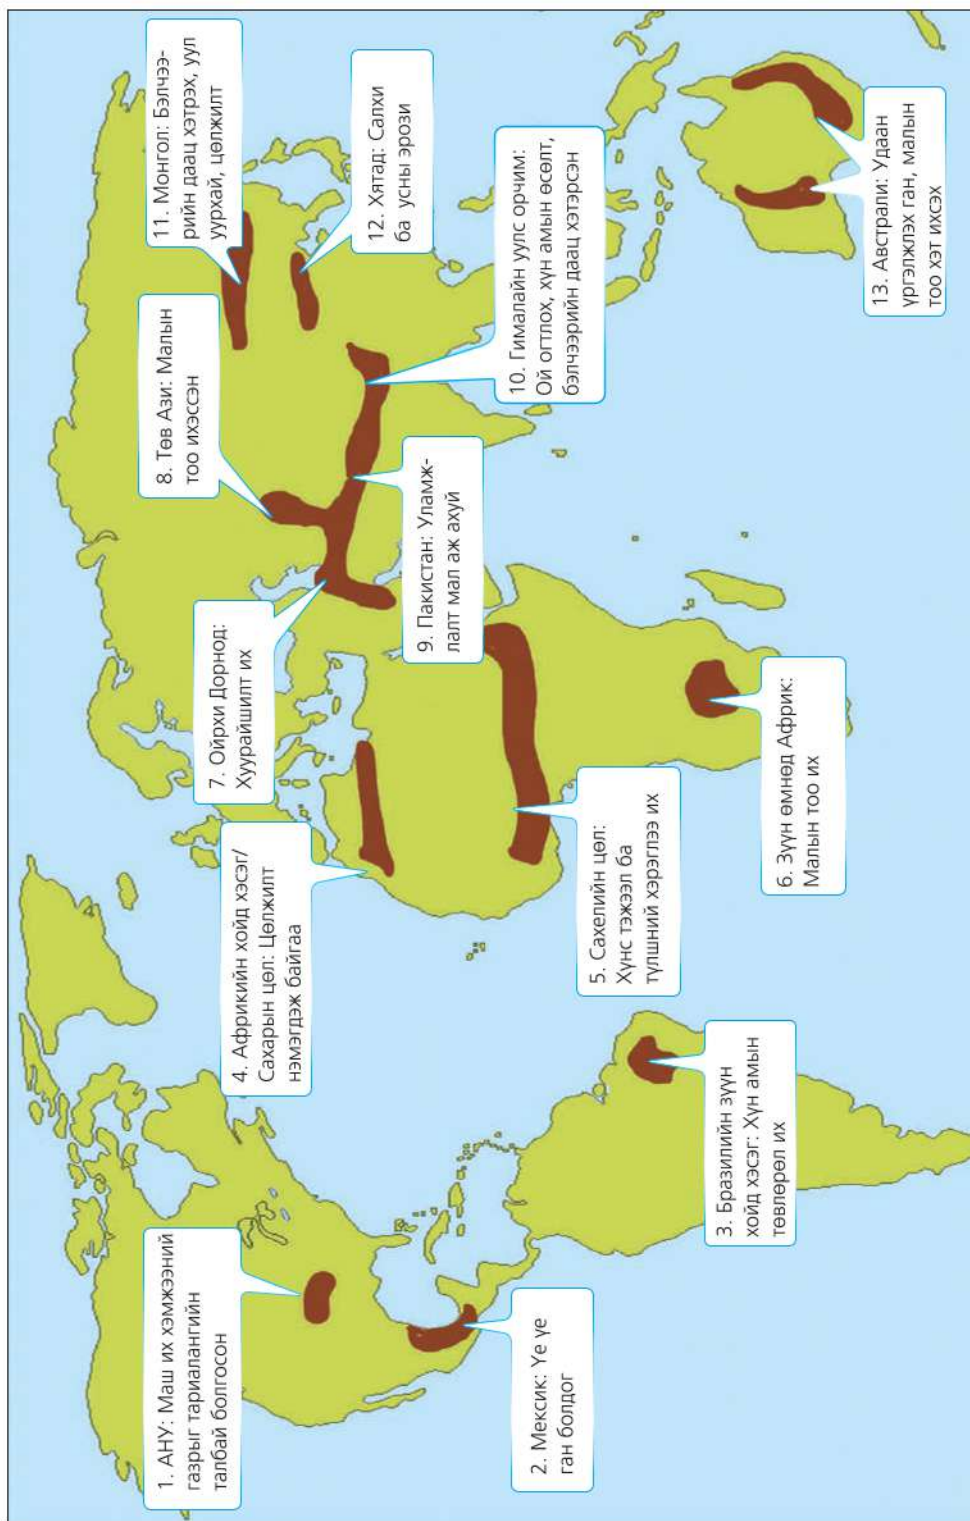 1. АНУ: Маш их хэмжээний
газрыг тариалангийн
талбай болгосон
2. Мексик: Үе үе
ган болдог
3. Бразилийн зүүн
хойд хэсэг: Хүн амын
төвлөрөл их
4. Африкийн хойд хэсэг/
Сахарын цөл: Цөлжилт
нэмэгдэж байгаа
5. Сахелийн цөл:
Хүнс тэжээл ба
түлшний хэрэглээ их
6. Зүүн өмнөд Африк:
Малын тоо их
7. Ойрхи Дорнод:
Хуурайшилт их
8. Төв Ази: Малын
тоо ихэссэн
9. Пакистан: Уламж-
лалт мал аж ахуй
10. Гималайн уулс орчим:
Ой огтлох, хүн амын өсөлт,
бэлчээрийн даац хэтэрсэн
11. Монгол: Бэлчээ-
рийн даац хэтрэх, уул
уурхай, цөлжилт
12. Хятад: Салхи
ба усны эрози
13. Австрали: Удаан
үргэлжлэх ган, малын
тоо хэт ихсэх